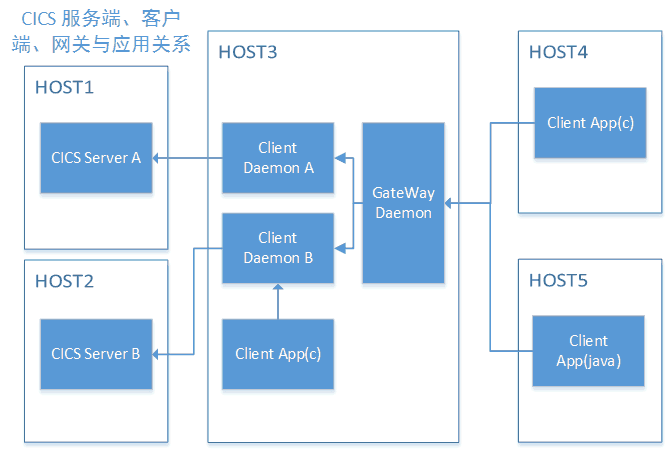 CICS 服务端、客户
端、网关与应用关系
HOST1
CICS Server A
HOST2
CICS Server B
HOST3
Client
Daemon A
Client
Daemon B
Client App(c)
GateWay
Daemon
HOST4
Client App(c)
HOST5
Client
App(java)